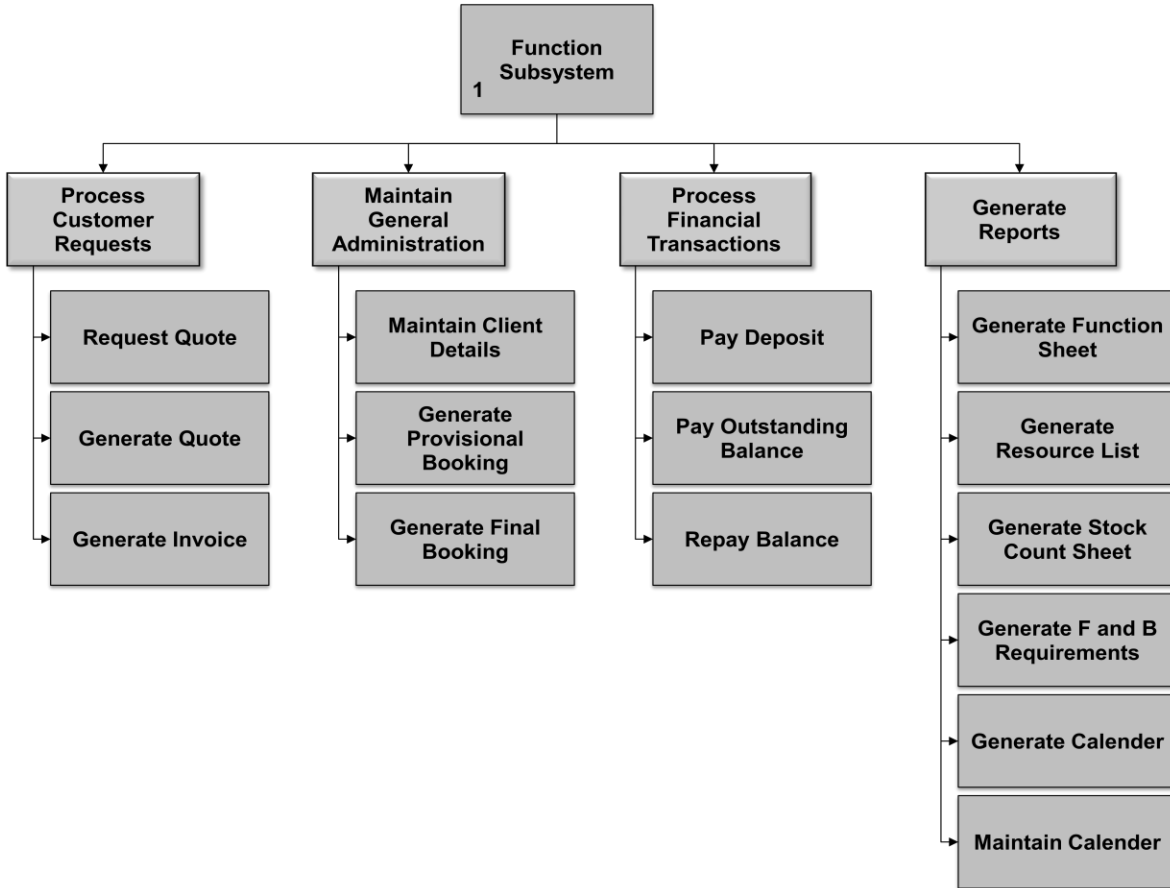 Function
Subsystem
1
Process
Customer
Requests
Maintain
General
Administration
Process
Financial
Transactions
Generate
Reports
Request Quote
Generate Quote
Generate Invoice
Maintain Client
Details
Generate
Provisional
Booking
Generate Final
Booking
Pay Deposit
Pay Outstanding
Balance
Repay Balance
Generate Function
Sheet
Generate
Resource List
Generate Stock
Count Sheet
Generate F and B
Requirements
Generate Calender
Maintain Calender